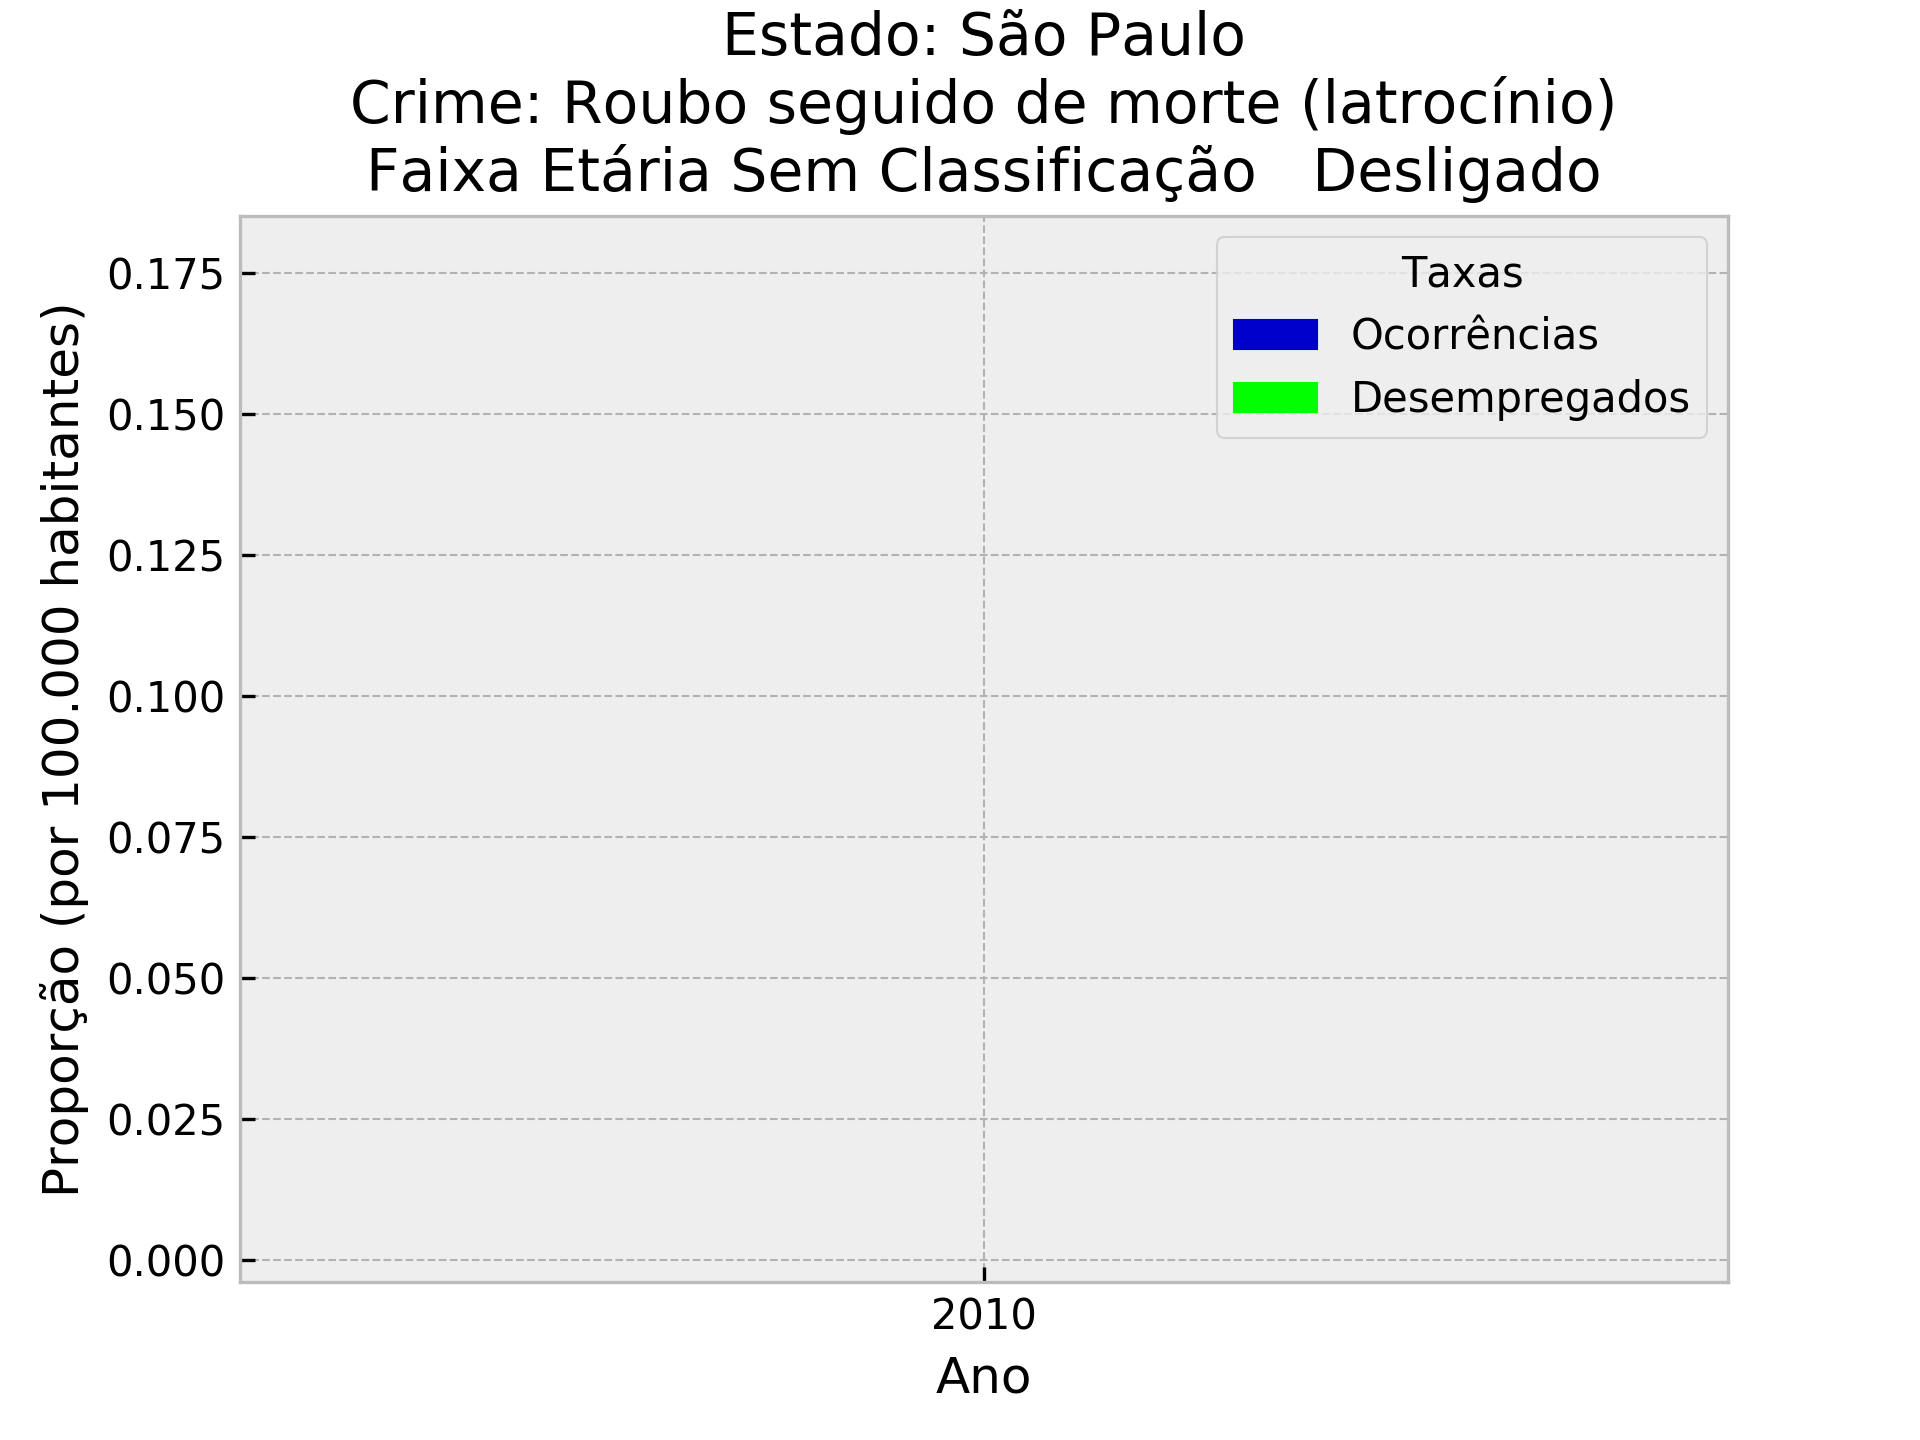 Estado: São Paulo
Crime: Roubo seguido de morte (latrocínio)
Faixa Etária Sem Classificação   Desligado
Taxas
Ocorrências
Desempregados
Proporção (por 100.000 habitantes)
0.175
0.150
0.125
0.100
0.075
0.050
0.025
0.000
2010
Ano